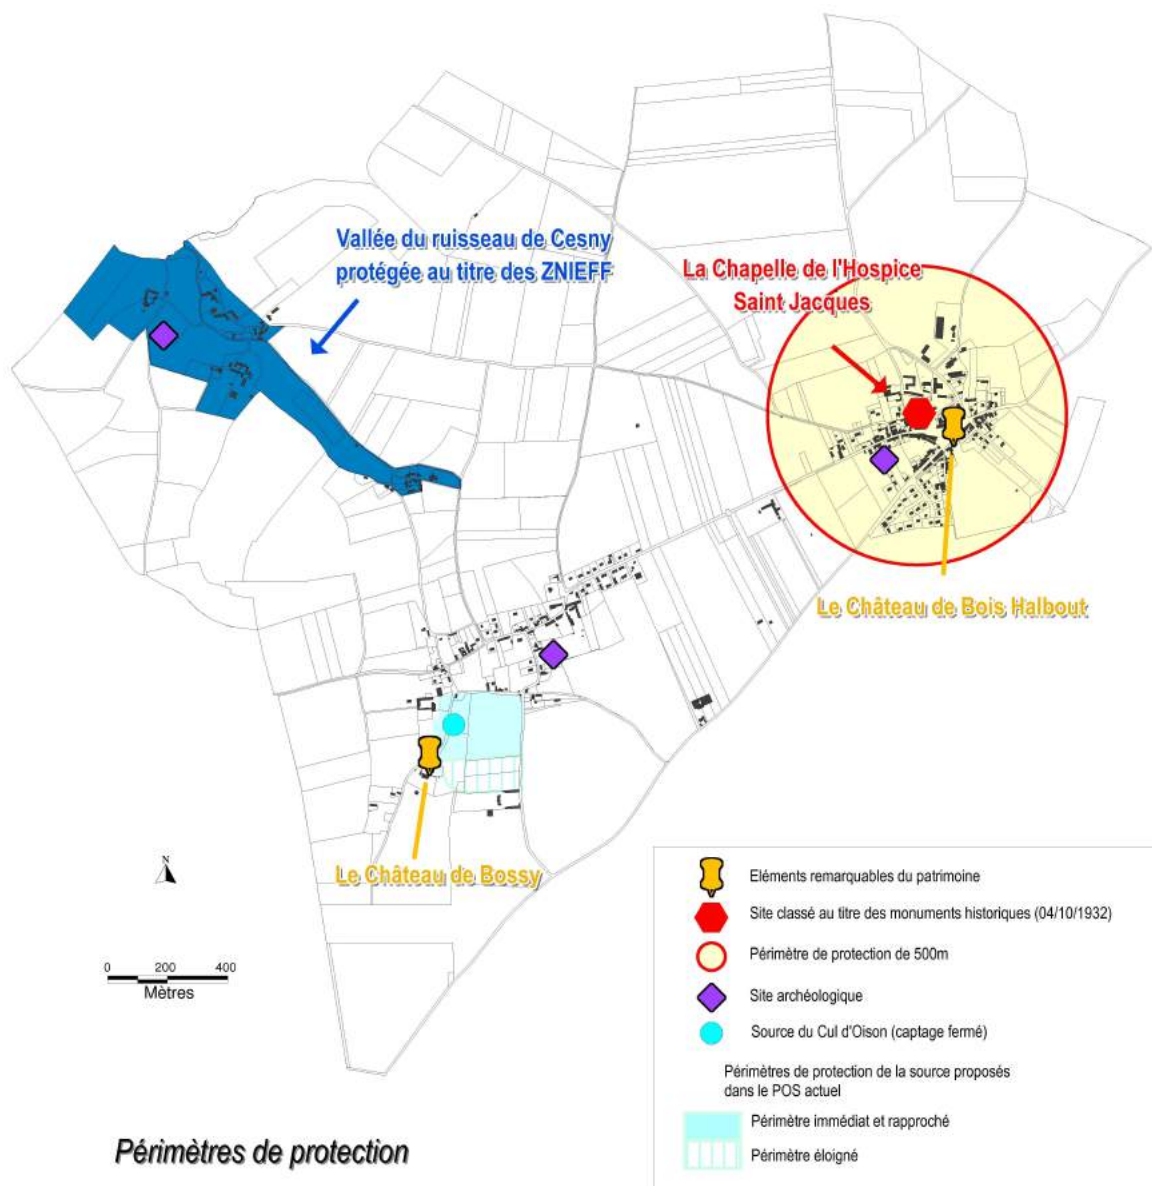 Vallée du ruisseau de Cesny
protégée au titre des ZNIEFF
La Chapelle de l'Hospice
Saint Jacques
Le Château de Bois Halbout
Le Château de Bossy
N
0 200 400
Mètres
Eléments remarquables du patrimoine
Site classé au titre des monuments historiques (04/10/1932)
Périmètre de protection de 500m
Site archéologique
Source du Cul d'Oison (captage fermé)
Périmètres de protection de la source proposés
dans le POS actuel
Périmètre immédiat et rapproché
Périmètre éloigné
Périmètres de protection